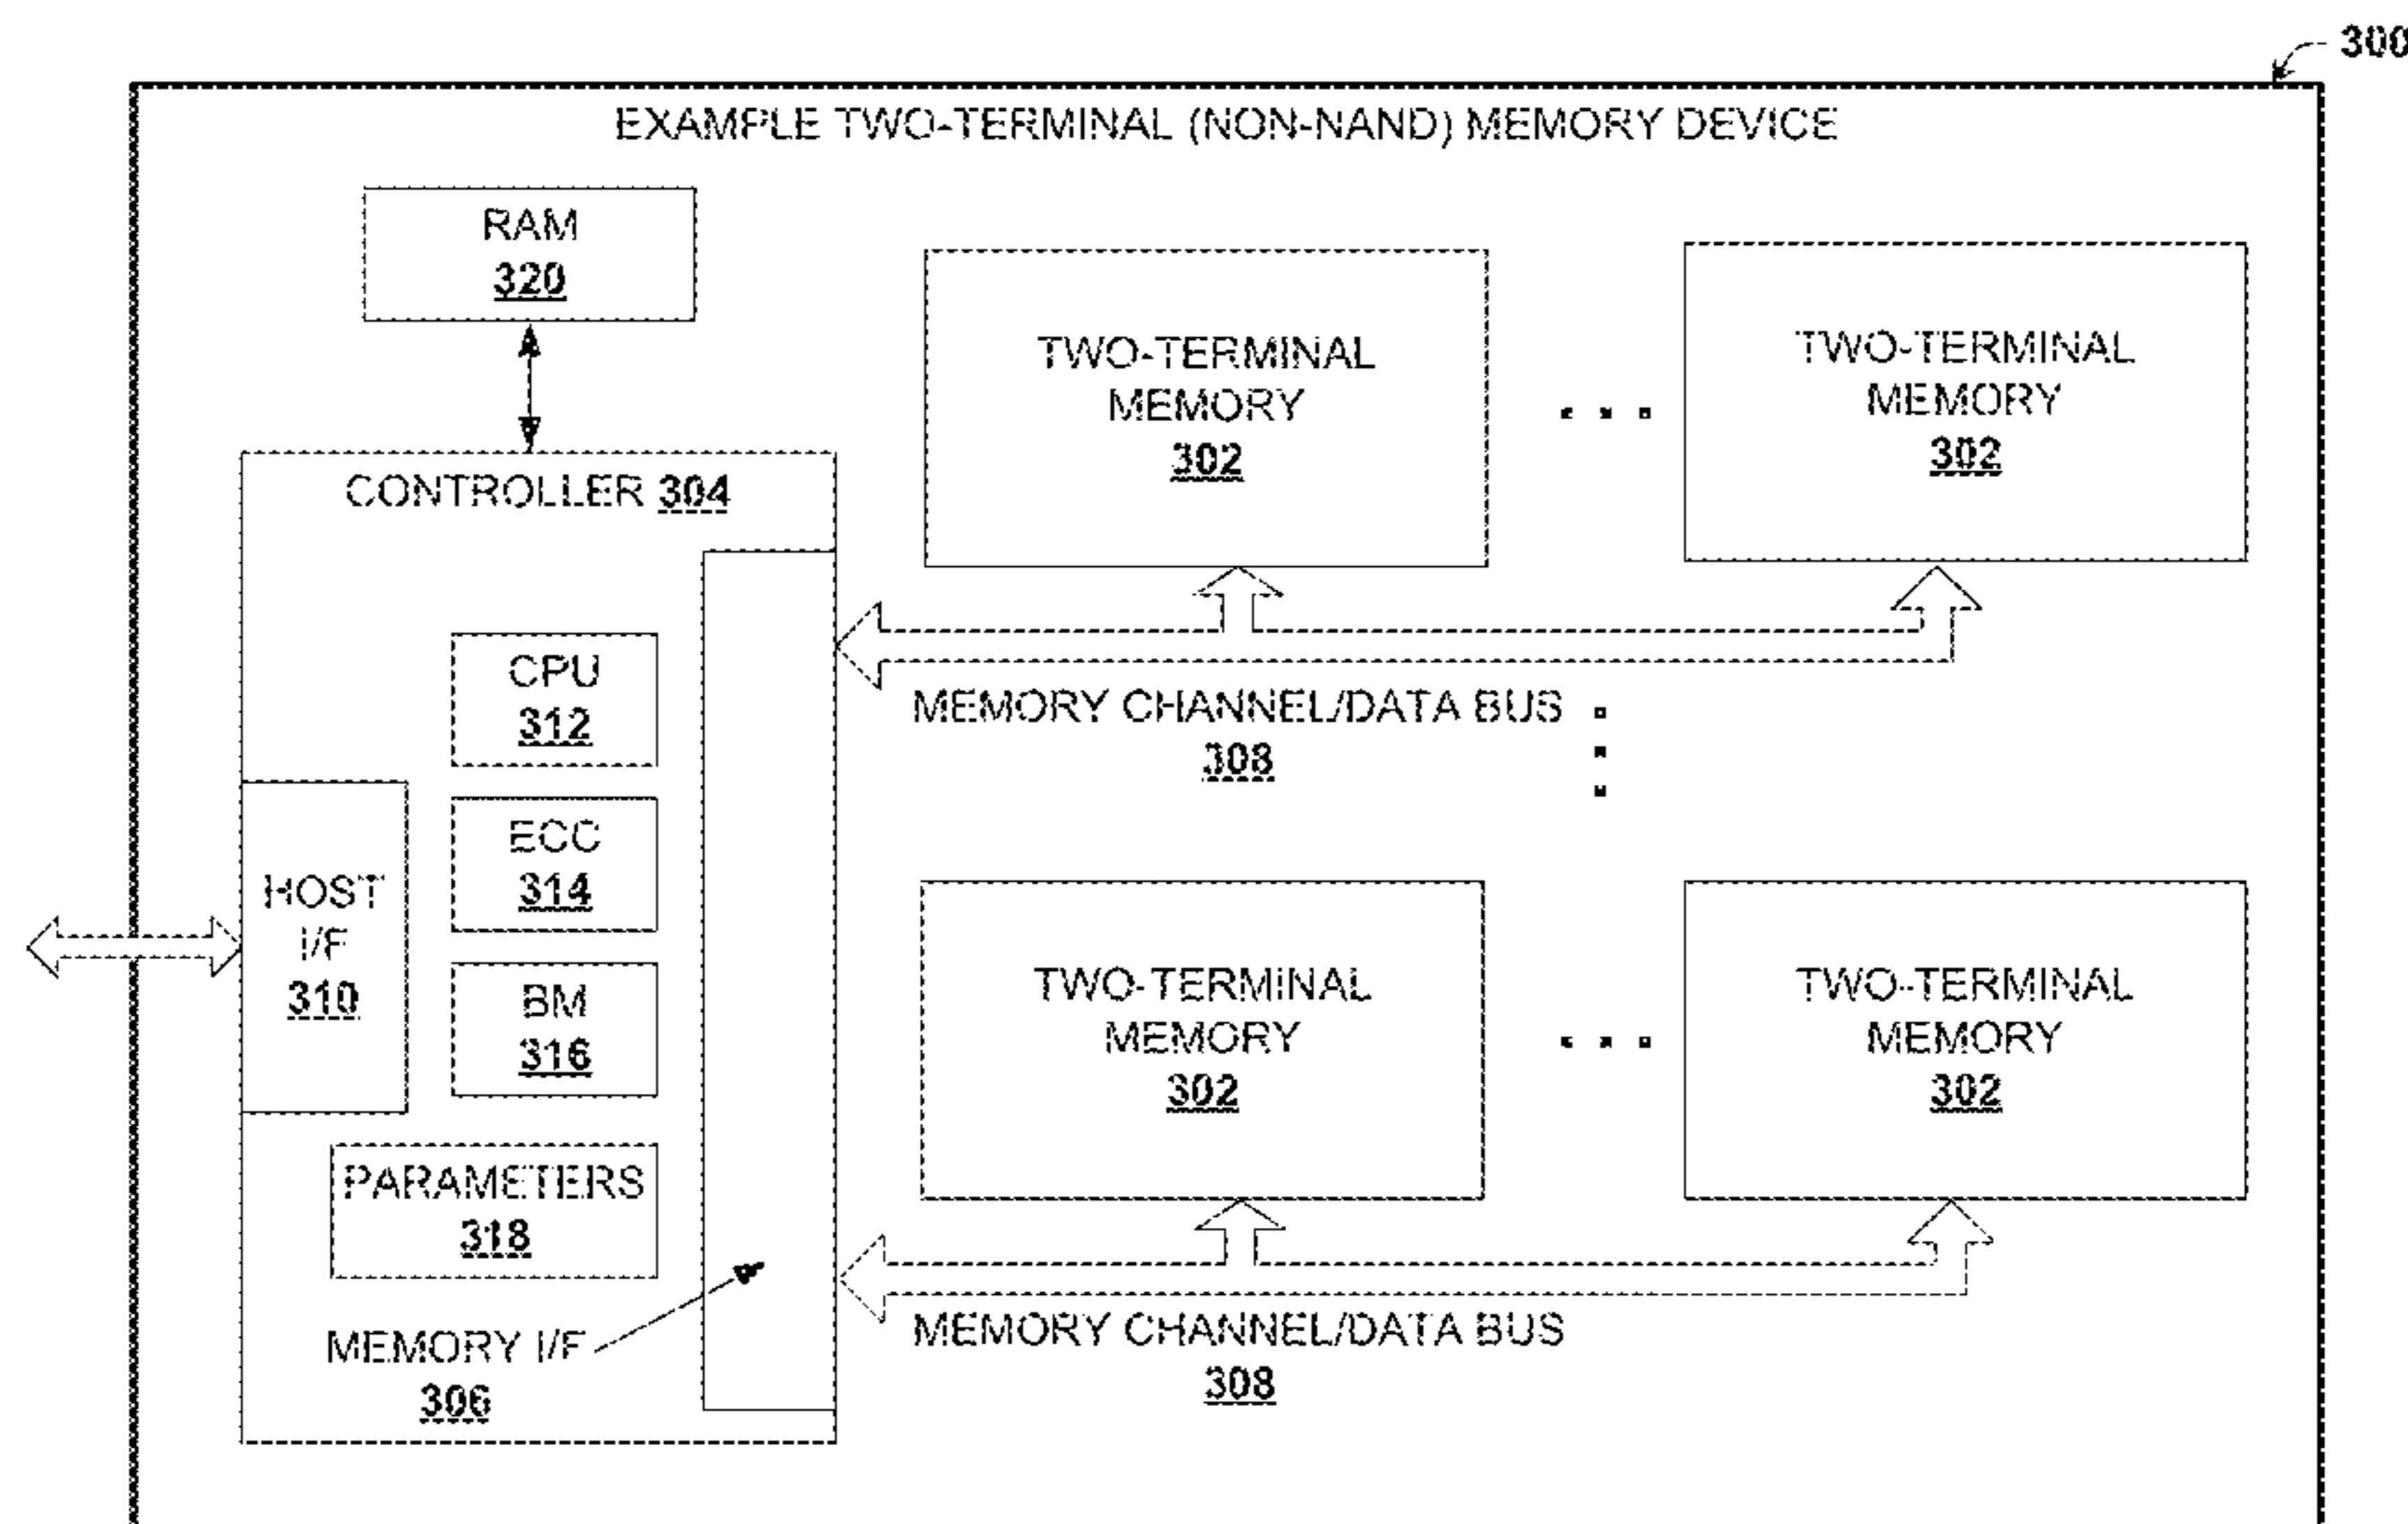 300
EXAMPLE TWO-TERMINAL (NON-NAND) MEMORY DEVICE
RAM
320
TWO-TERMINAL
MEMORY
302
TWO-TERMINAL
MEMORY
302
CONTROLLER 304
CPU
312
MEMORY CHANNEL/DATA BUS
308
ECC
314
HOST
I/F
310
BM
316
TWO-TERMINAL
MEMORY
302
TWO-TERMINAL
MEMORY
302
PARAMETERS
318
MEMORY I/F
306
MEMORY CHANNEL/DATA BUS
308